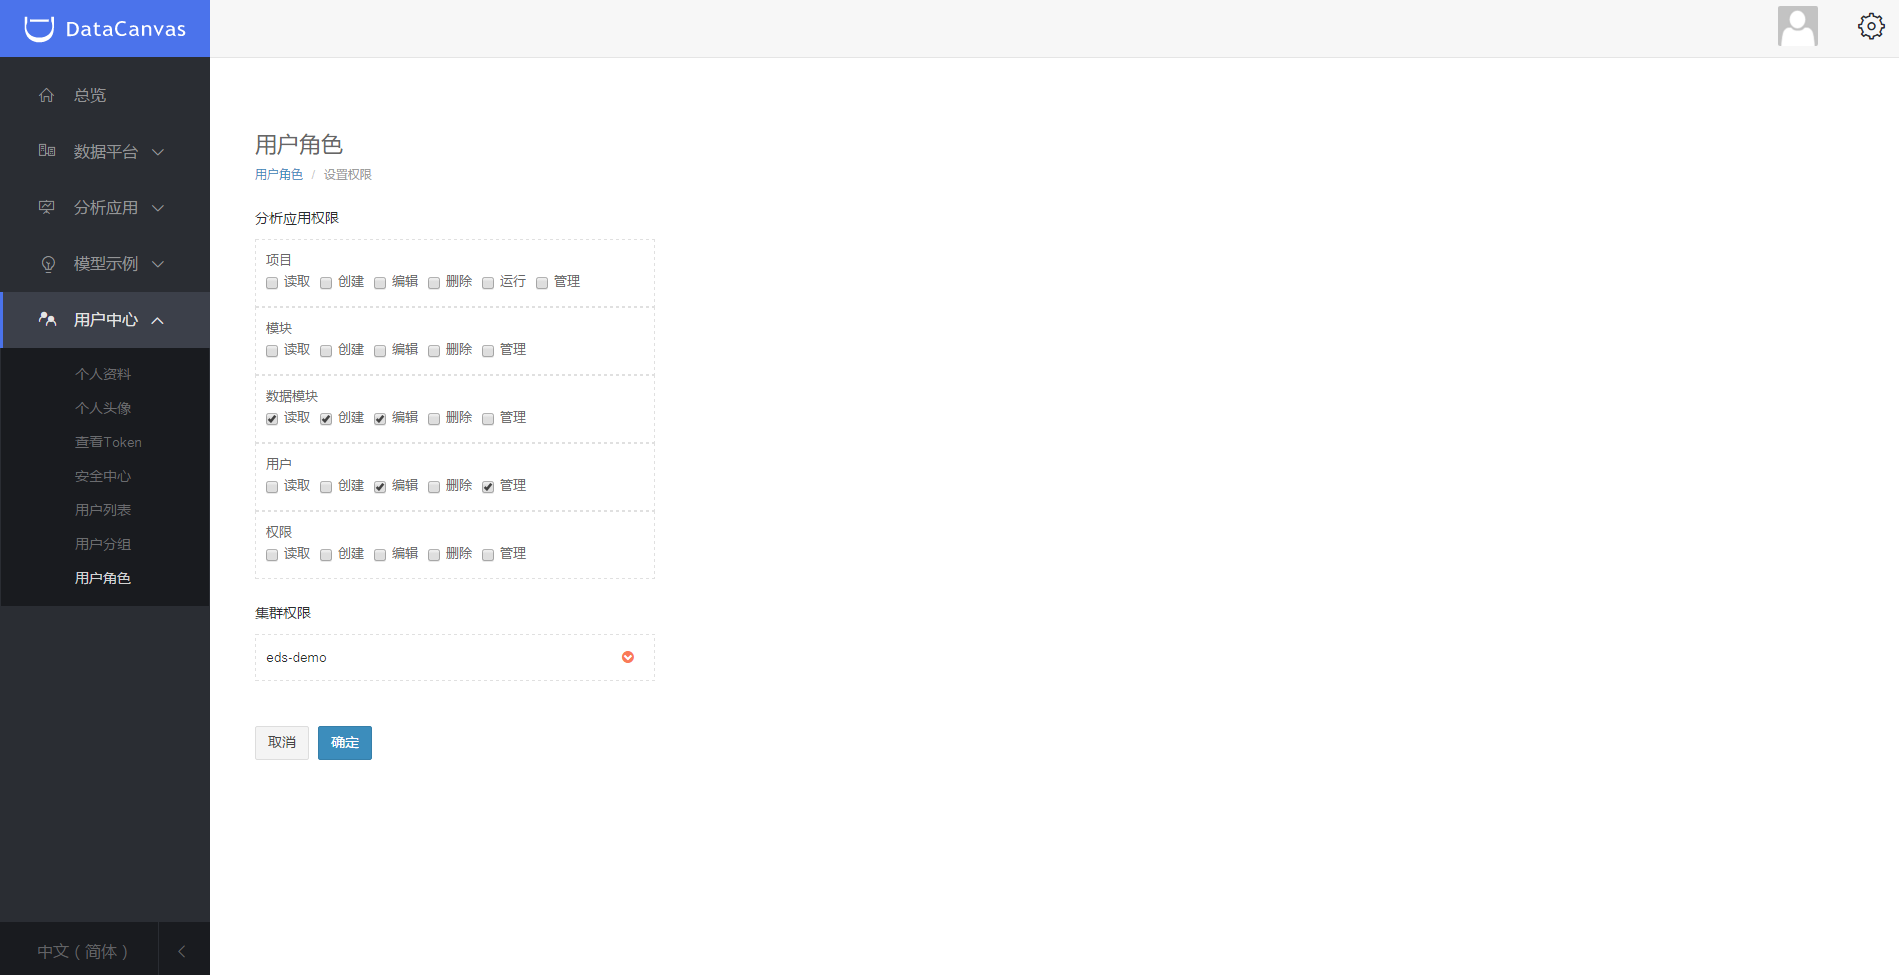 DataCanvas
总览
数据平台
分析应用
模型示例
用户中心
个人资料
个人头像
查看Token
安全中心
用户列表
用户分组
用户角色
中文（简体）
用户角色
用户角色 / 设置权限
分析应用权限
项目
读取 创建 编辑 删除 运行 管理
模块
读取 创建 编辑 删除 管理
数据模块
读取 创建 编辑 删除 管理
用户
读取 创建 编辑 删除 管理
权限
读取 创建 编辑 删除 管理
集群权限
eds-demo
取消 确定